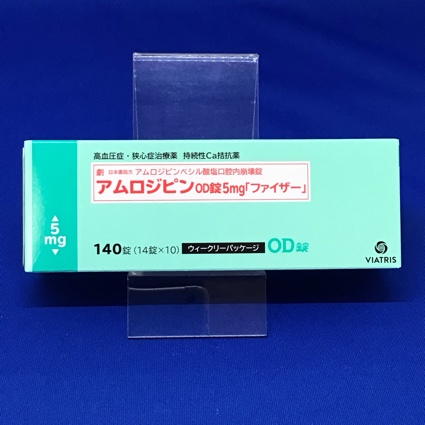 高血圧症・狭心症治療薬 持続性Ca拮抗薬
劇 日本薬局方 アムロジピンベシル酸塩口腔内崩壊錠
アムロジピンOD錠5mg「ファイザー」
5
mg
140錠(14錠×10) ウィークリーパッケージ OD錠
VIATRIS